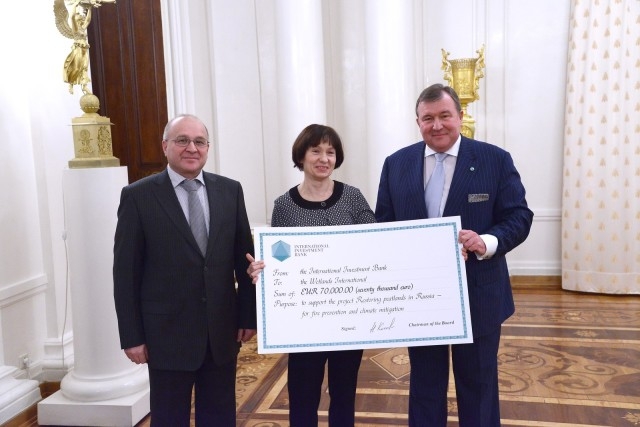 INTERNATIONAL
INVESTMENT
BANK
From: the International Investment Bank
To: the Wetlands International
Sum of: EUR 70,000.00 (seventy thousand euro)
Purpose: to support the project Restoring peatlands in Russia –
for fire prevention and climate mitigation
Signed: Chairman of the Board